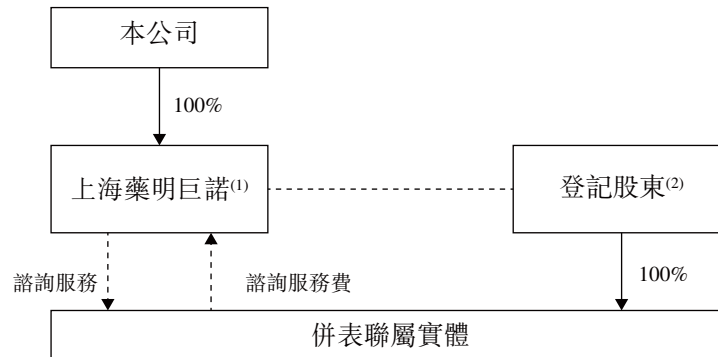 本公司
100%
上海藥明巨諾(1)
登記股東(2)
諮詢服務
諮詢服務費
100%
併表聯屬實體